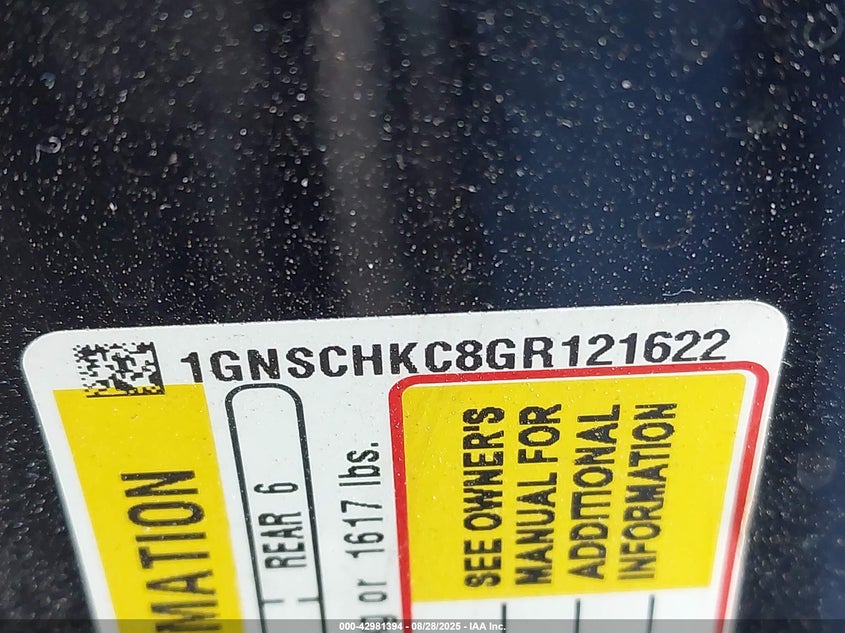 1GNSCHKC8GR121622
MATION
REAR 6
or 1617 lbs.
SEE OWNER'S
MANUAL FOR
ADDITIONAL
INFORMATION
000-42981394 - 08/28/2025 - IAA Inc.